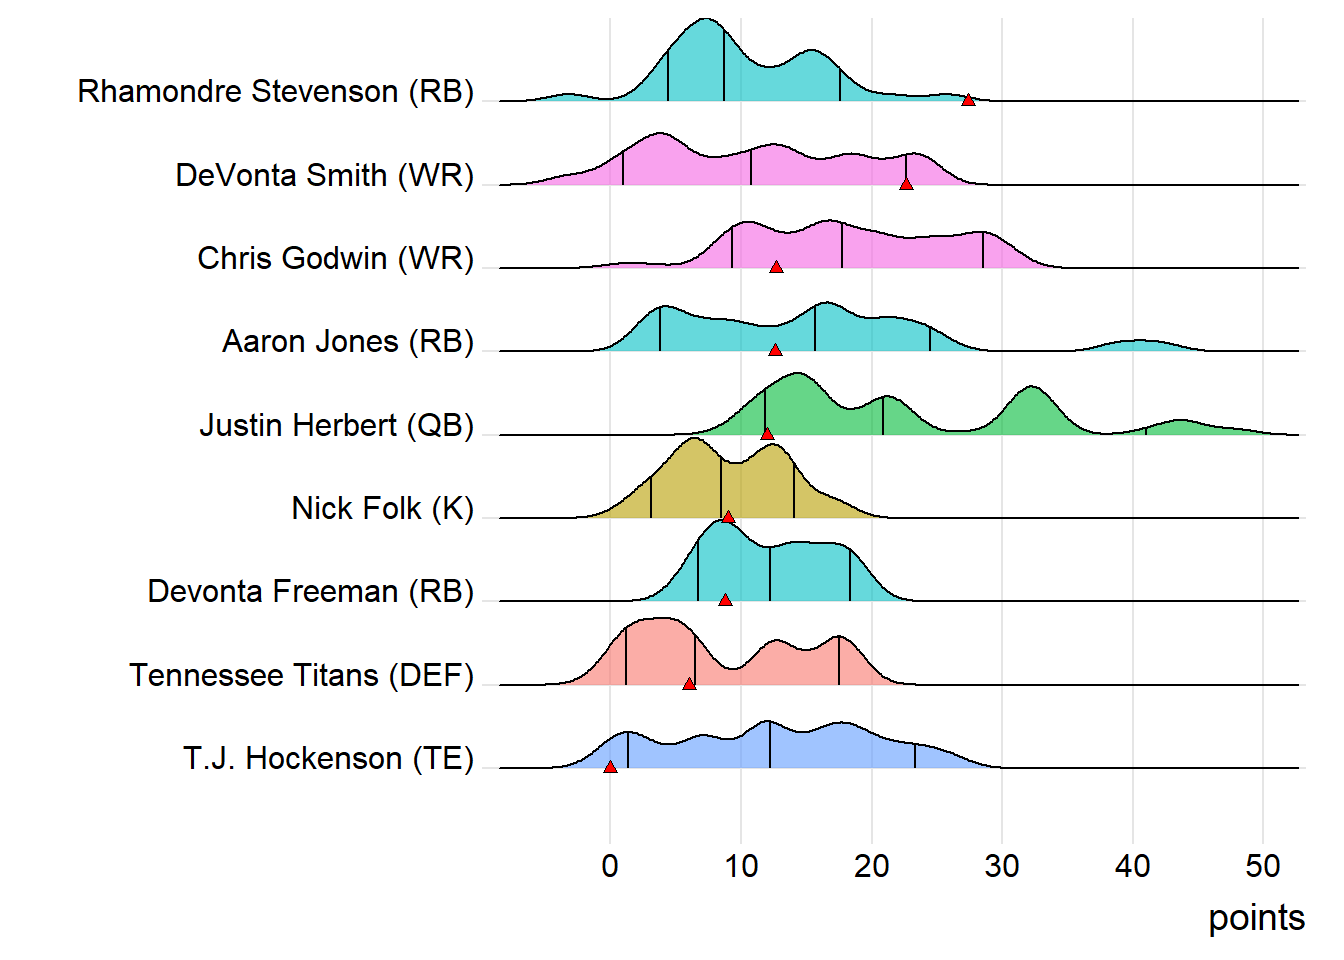 Rhamondre Stevenson (RB)
DeVonta Smith (WR)
Chris Godwin (WR)
Aaron Jones (RB)
Justin Herbert (QB)
Nick Folk (K)
Devonta Freeman (RB)
Tennessee Titans (DEF)
T.J. Hockenson (TE)
0 10 20 30 40 50
points